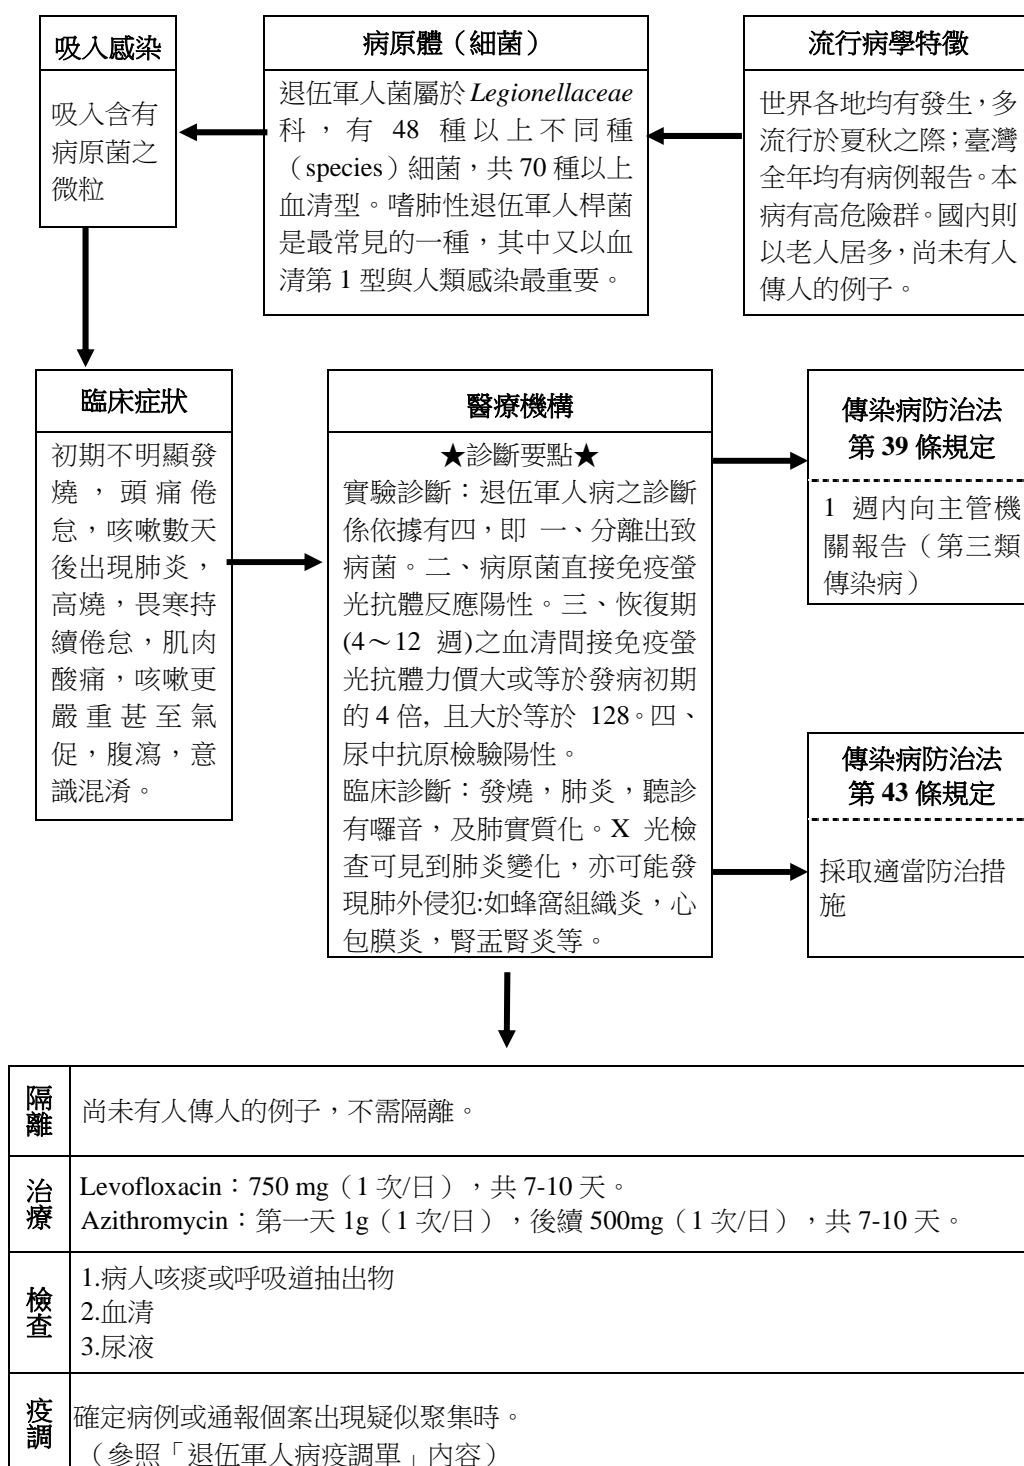 吸入感染
吸入含有
病原菌之
微粒
病原體（細菌）
退伍軍人菌屬於 Legionellaceae
科，有 48 種以上不同種
（species）細菌，共 70 種以上
血清型。嗜肺性退伍軍人桿菌
是最常見的一種，其中又以血
清第 1 型與人類感染最重要。
流行病學特徵
世界各地均有發生，多
流行於夏秋之際；臺灣
全年均有病例報告。本
病有高危險群。國內則
以老人居多，尚未有人
傳人的例子。
臨床症狀
初期不明顯發
燒，頭痛倦
怠，咳嗽數天
後出現肺炎，
高燒，畏寒持
續倦怠，肌肉
酸痛，咳嗽更
嚴重甚至氣
促，腹瀉，意
識混淆。
醫療機構
★診斷要點★
實驗診斷：退伍軍人病之診斷
係依據有四，即 一、分離出致
病菌。二、病原菌直接免疫螢
光抗體反應陽性。三、恢復期
(4～12 週)之血清間接免疫螢
光抗體力價大或等於發病初期
的 4 倍, 且大於等於 128。四、
尿中抗原檢驗陽性。
臨床診斷：發燒，肺炎，聽診
有囉音，及肺實質化。X 光檢
查可見到肺炎變化，亦可能發
現肺外侵犯:如蜂窩組織炎，心
包膜炎，腎盂腎炎等。
傳染病防治法
第 39 條規定
1 週內向主管機
關報告（第三類
傳染病）
傳染病防治法
第 43 條規定
採取適當防治措
施
隔離
尚未有人傳人的例子，不需隔離。
治療
Levofloxacin：750 mg（1 次/日），共 7-10 天。
Azithromycin：第一天 1g（1 次/日），後續 500mg（1 次/日），共 7-10 天。
檢查
1.病人咳痰或呼吸道抽出物
2.血清
3.尿液
疫調
確定病例或通報個案出現疑似聚集時。
（參照「退伍軍人病疫調單」內容）